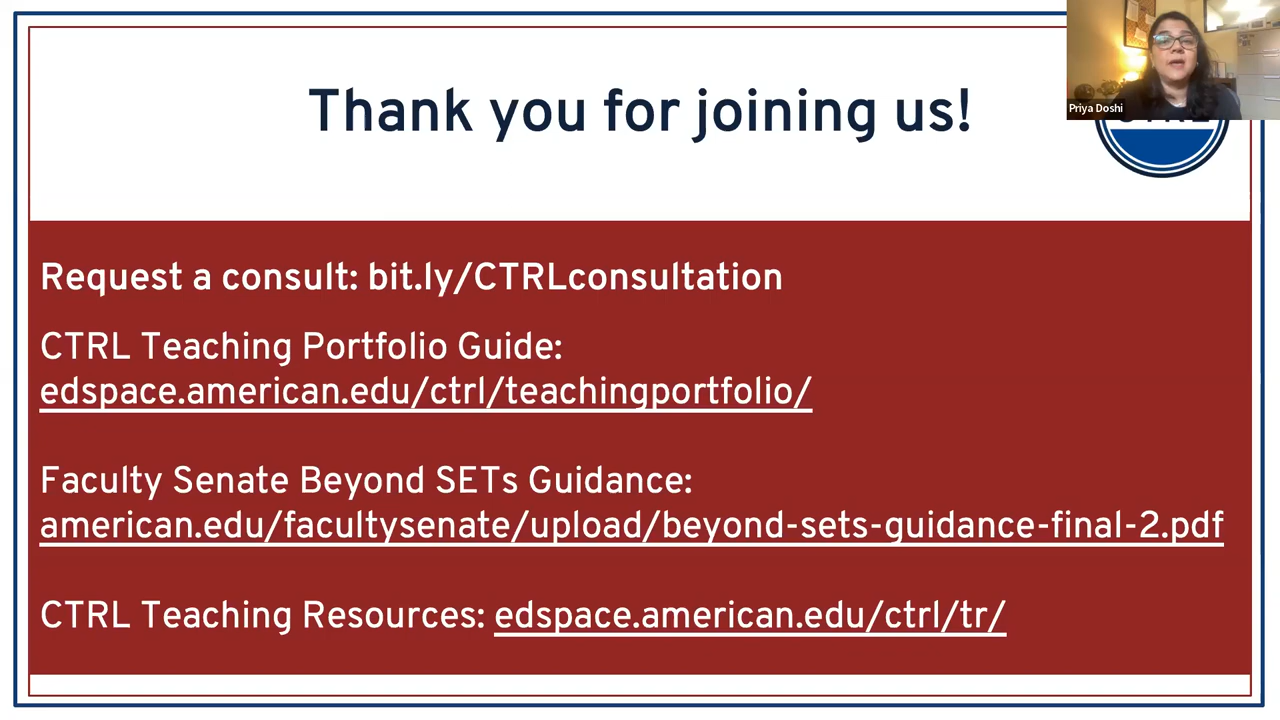 Thank you for joining us!
Priya Doshi
Request a consult: bit.ly/CTRLconsultation
CTRL Teaching Portfolio Guide:
edspace.american.edu/ctrl/teachingportfolio/
Faculty Senate Beyond SETs Guidance:
american.edu/facultysenate/upload/beyond-sets-guidance-final-2.pdf
CTRL Teaching Resources: edspace.american.edu/ctrl/tr/